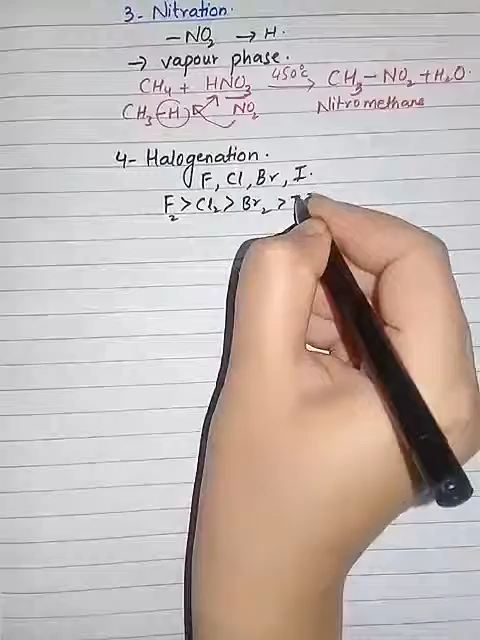 3- Nitration.
-NO₂ → H.
→ vapour phase.
CH₄ + HNO₃ 450°C → CH₃-NO₂ + H₂O.
CH₃-H NO₂ Nitromethane
4- Halogenation.
F, Cl, Br, I.
F₂ > Cl₂ > Br₂ >